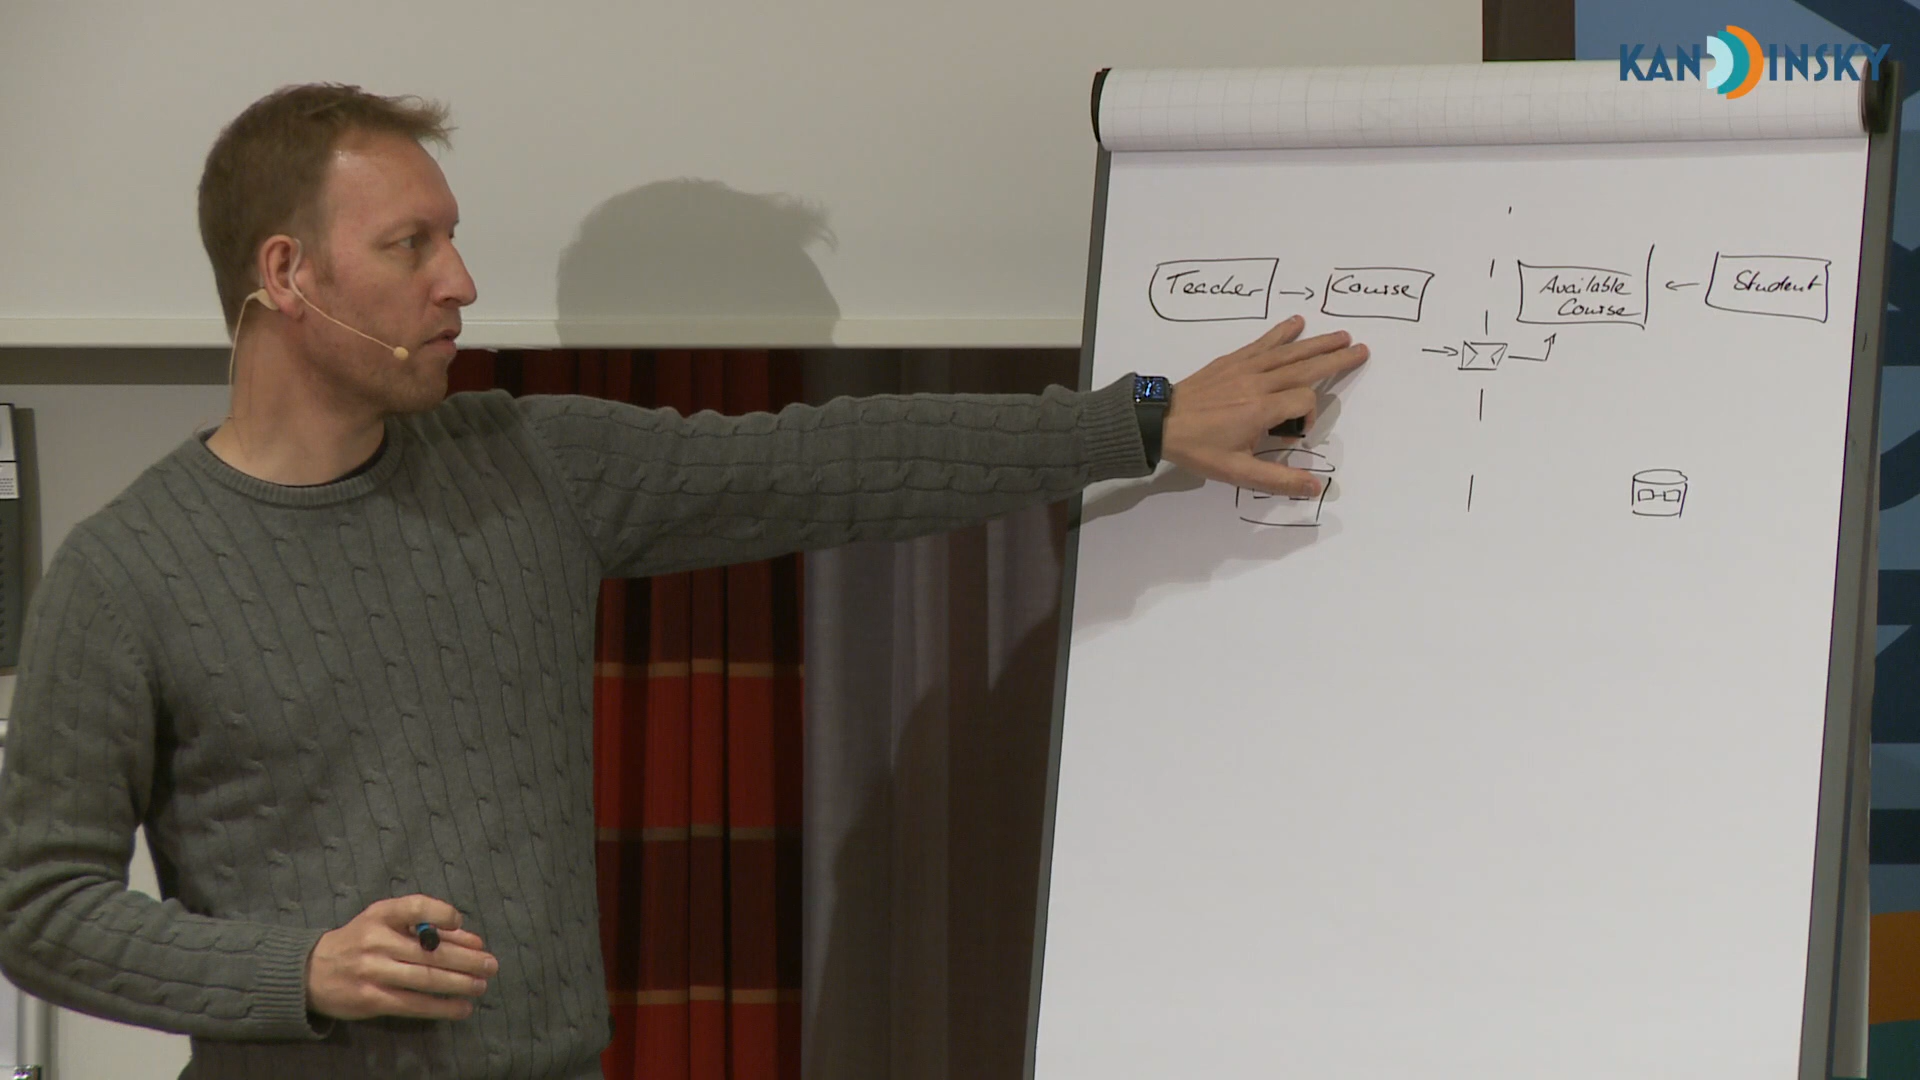 KANDINSKY
Teacher
Course
Available
Course
Student